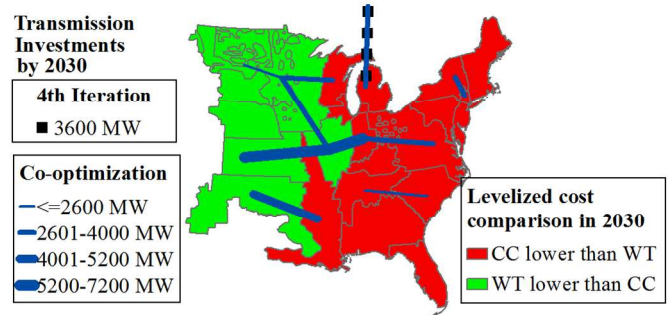 Transmission
Investments
by 2030
4th Iteration
3600 MW
Co-optimization
<=2600 MW
2601-4000 MW
4001-5200 MW
5200-7200 MW
Levelized cost
comparison in 2030
CC lower than WT
WT lower than CC